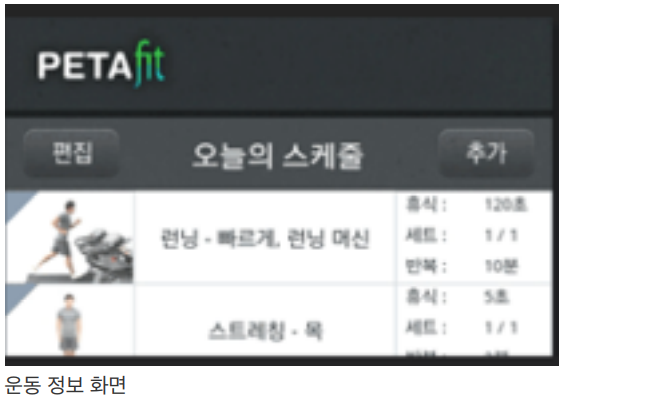 PETAfit
편집 오늘의 스케줄 추가
휴식 : 120초
런닝 - 빠르게, 런닝 머신 세트 : 1 / 1
반복 : 10분
휴식 : 5초
스트레칭 - 목 세트 : 1 / 1
운동 정보 화면